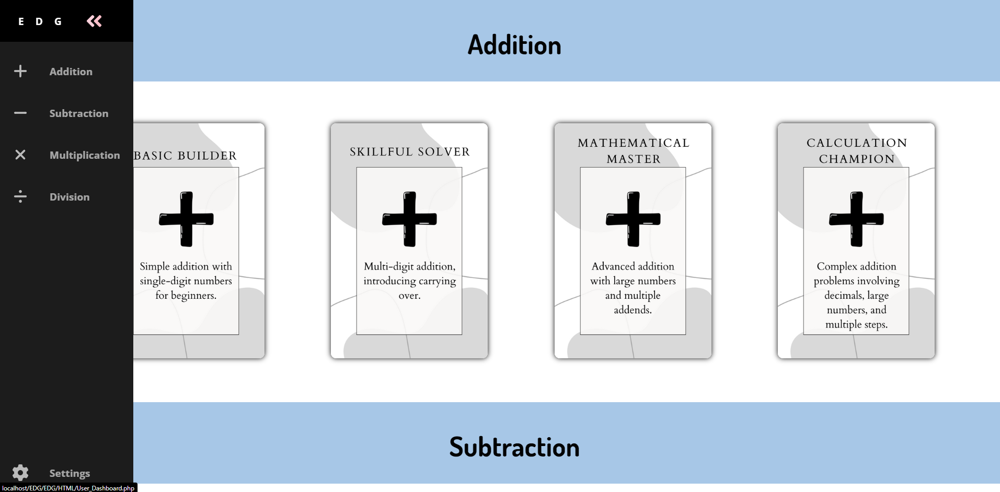 E D G
Addition
Subtraction
Multiplication
Division
Settings
localhost/EDG/EDG/HTML/User_Dashboard.php
Addition
BASIC BUILDER
Simple addition with
single-digit numbers
for beginners.
SKILLFUL SOLVER
Multi-digit addition,
introducing carrying
over.
MATHEMATICAL
MASTER
Advanced addition
with large numbers
and multiple
addends.
CALCULATION
CHAMPION
Complex addition
problems involving
decimals, large
numbers, and
multiple steps.
Subtraction